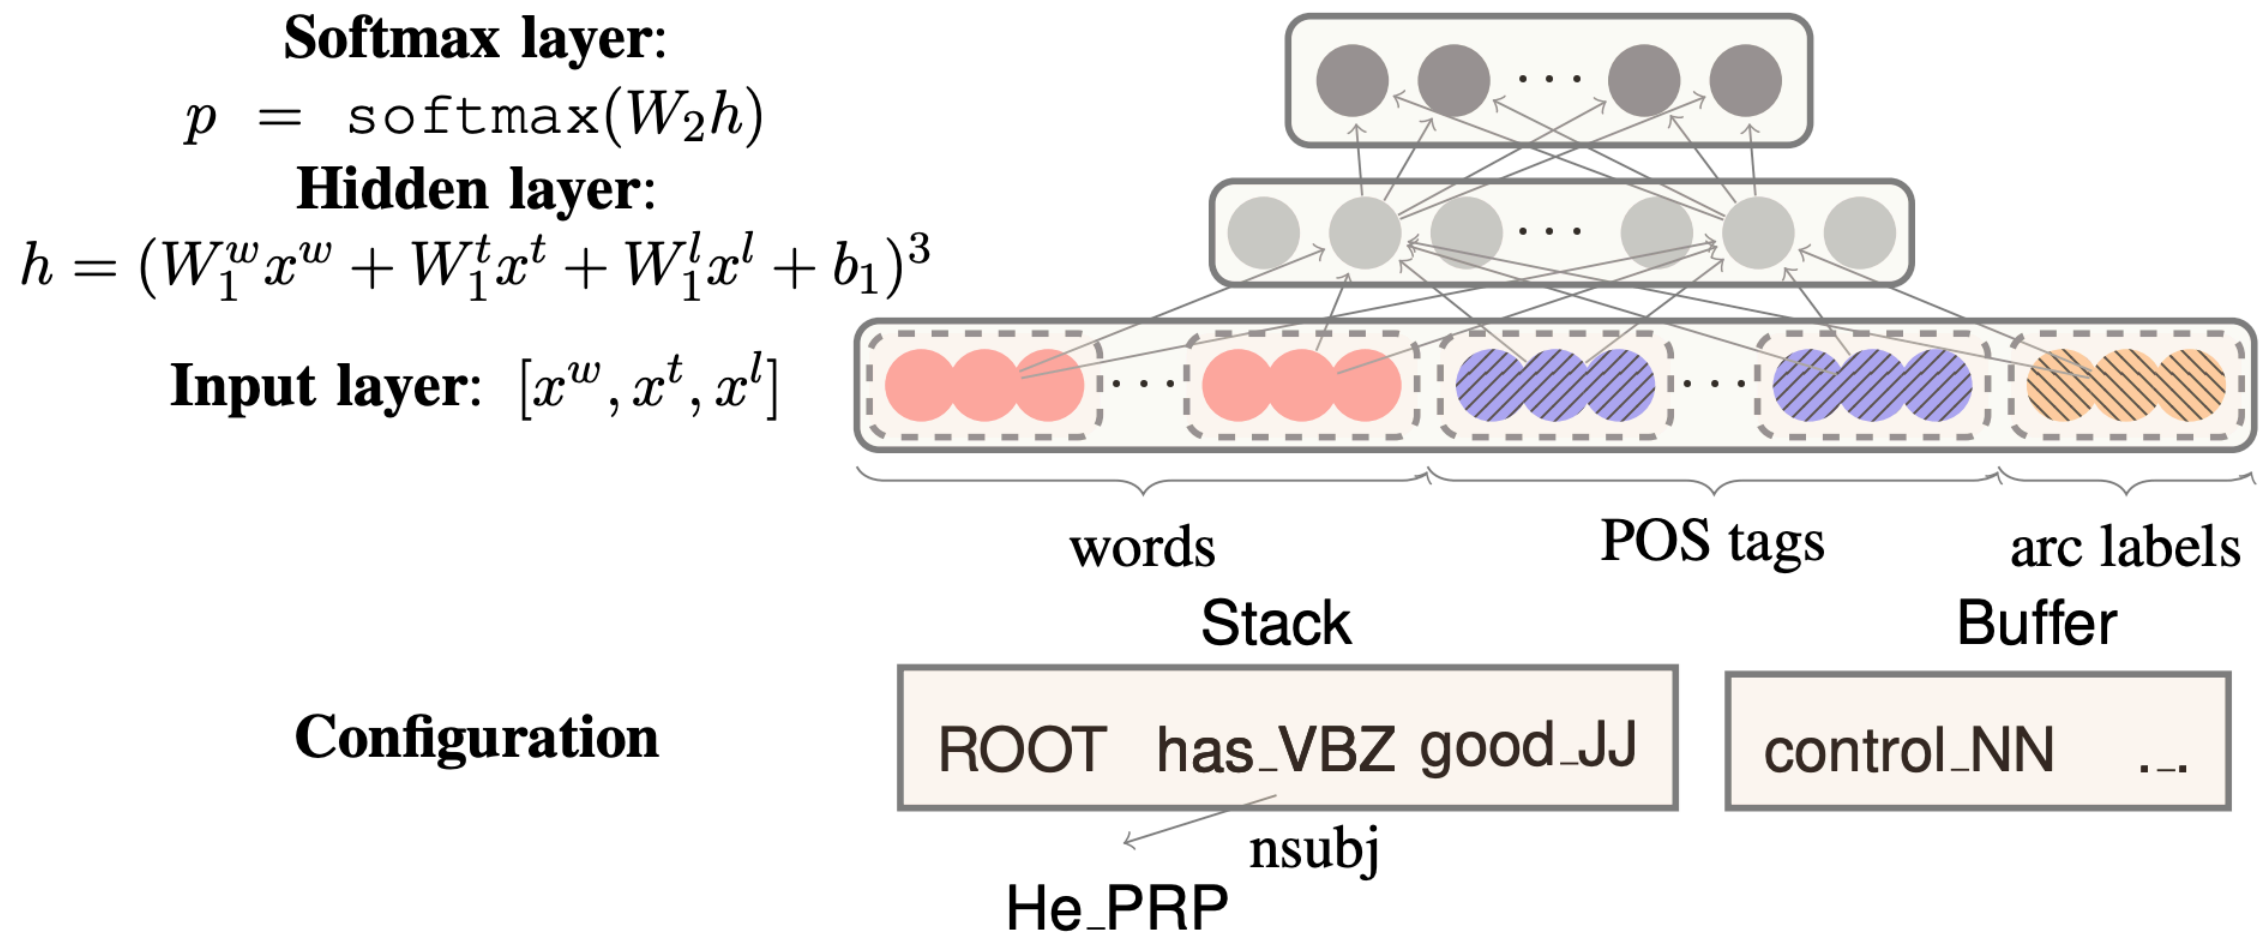 Softmax layer:
p = softmax(W₂h)
Hidden layer:
h = (W₁ʷxʷ + W₁ᵗxᵗ + W₁ˡxˡ + b₁)³
Input layer: [xʷ, xᵗ, xˡ]
· · ·
· · ·
· · ·
· · ·
words
POS tags
arc labels
Stack
Buffer
Configuration
ROOT has_VBZ good_JJ
control_NN ._.
nsubj
He_PRP